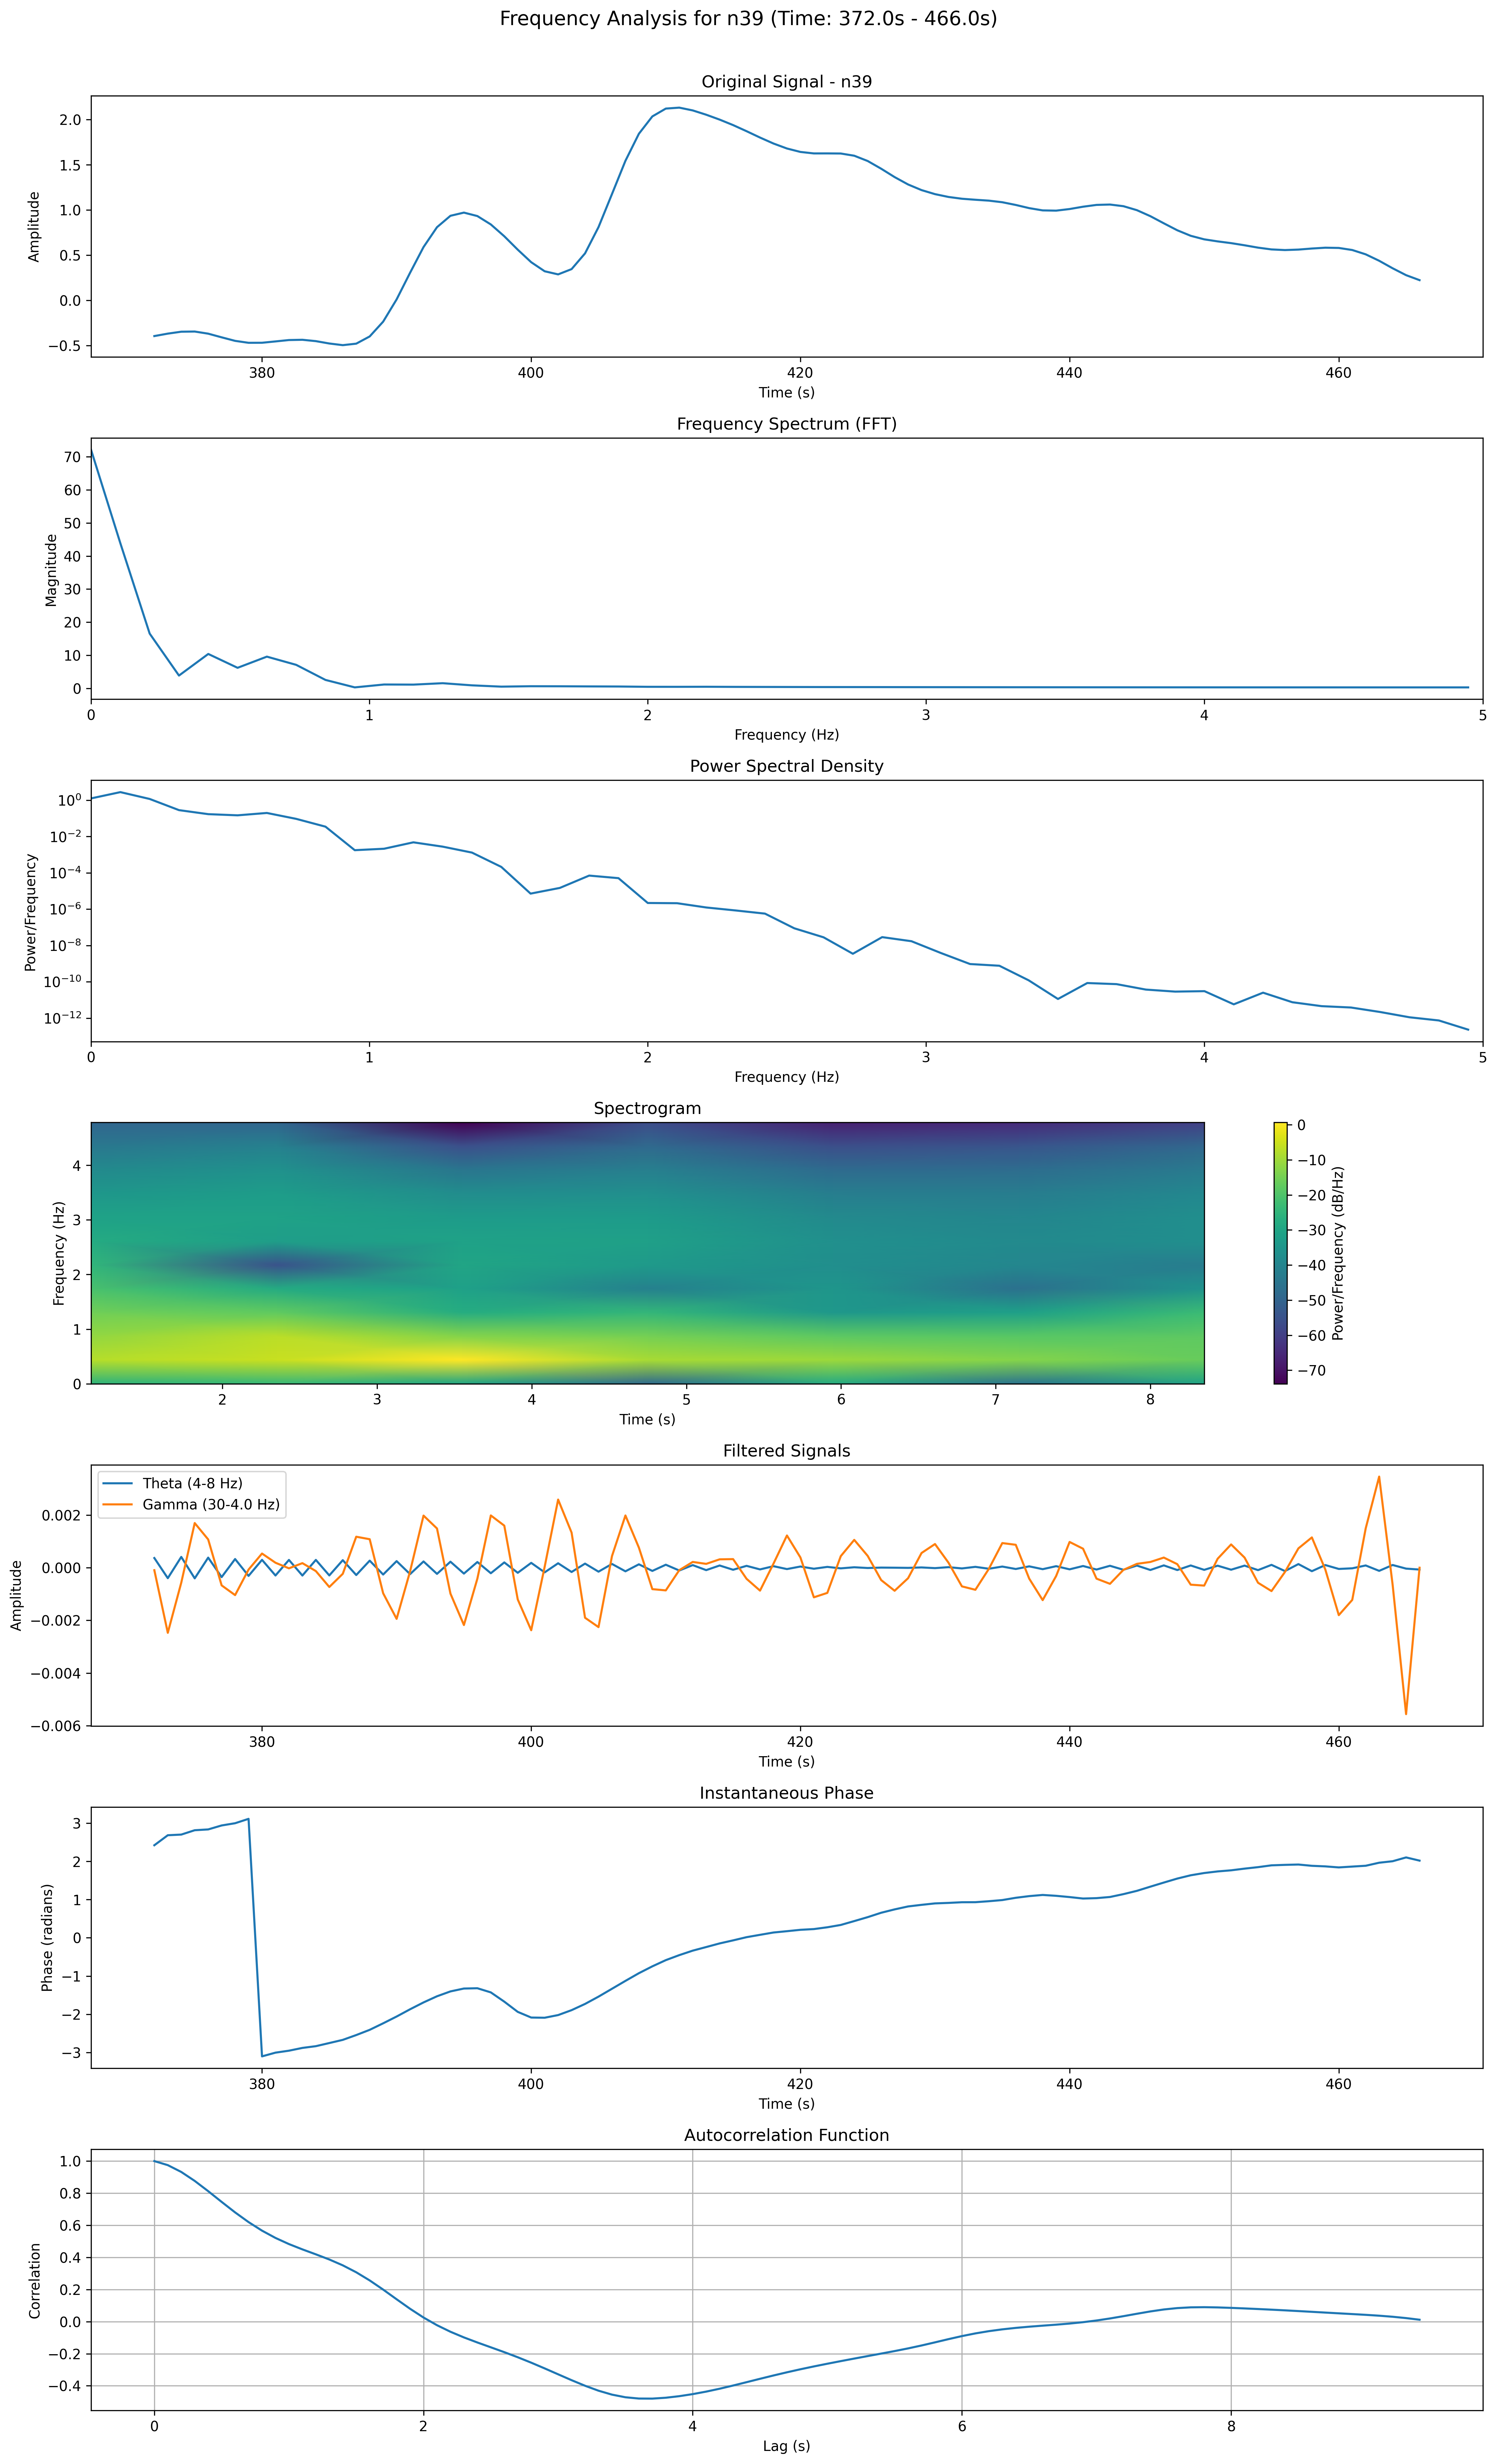 Frequency Analysis for n39 (Time: 372.0s - 466.0s)
Original Signal - n39
Amplitude
2.0
1.5
1.0
0.5
0.0
−0.5
380 400 420 440 460
Time (s)
Frequency Spectrum (FFT)
Magnitude
70
60
50
40
30
20
10
0
0 1 2 3 4 5
Frequency (Hz)
Power Spectral Density
Power/Frequency
10⁰
10⁻²
10⁻⁴
10⁻⁶
10⁻⁸
10⁻¹⁰
10⁻¹²
0 1 2 3 4 5
Frequency (Hz)
Spectrogram
Frequency (Hz)
4
3
2
1
0
2 3 4 5 6 7 8
Time (s)
0
−10
−20
−30
−40
−50
−60
−70
Power/Frequency (dB/Hz)
Filtered Signals
Theta (4-8 Hz)
Gamma (30-4.0 Hz)
Amplitude
0.002
0.000
−0.002
−0.004
−0.006
380 400 420 440 460
Time (s)
Instantaneous Phase
Phase (radians)
3
2
1
0
−1
−2
−3
380 400 420 440 460
Time (s)
Autocorrelation Function
Correlation
1.0
0.8
0.6
0.4
0.2
0.0
−0.2
−0.4
0 2 4 6 8
Lag (s)